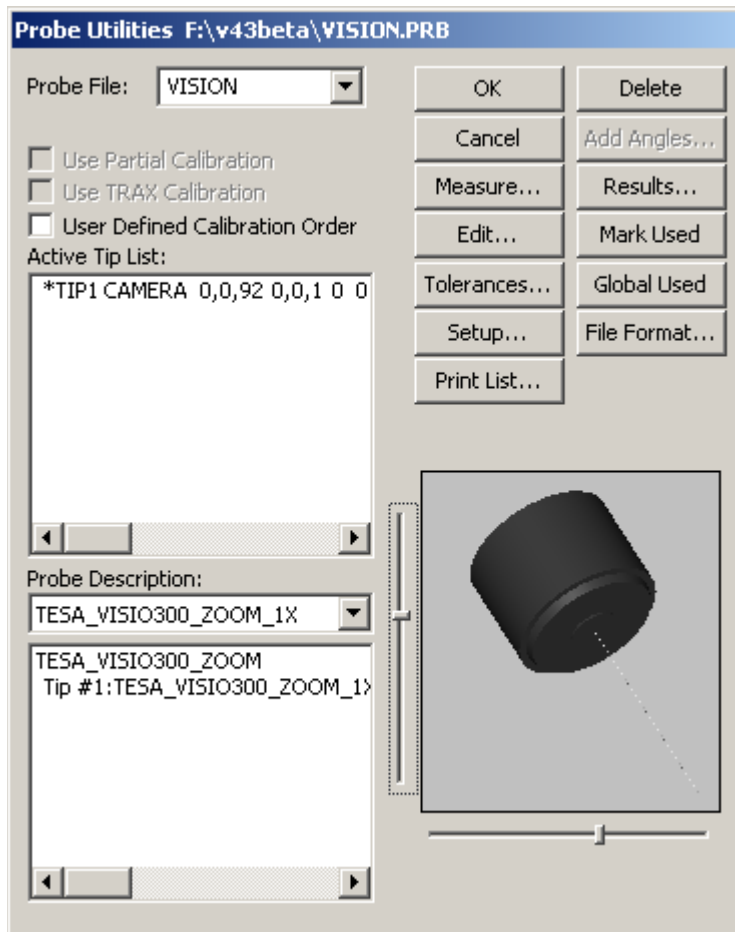 Probe Utilities F:\v43beta\VISION.PRB
Probe File: VISION
Use Partial Calibration
Use TRAX Calibration
User Defined Calibration Order
Active Tip List:
*TIP1 CAMERA 0,0,92 0,0,1 0 0
Probe Description:
TESA_VISIO300_ZOOM_1X
TESA_VISIO300_ZOOM
Tip #1:TESA_VISIO300_ZOOM_1X
OK
Delete
Cancel
Add Angles...
Measure...
Results...
Edit...
Mark Used
Tolerances...
Global Used
Setup...
File Format...
Print List...